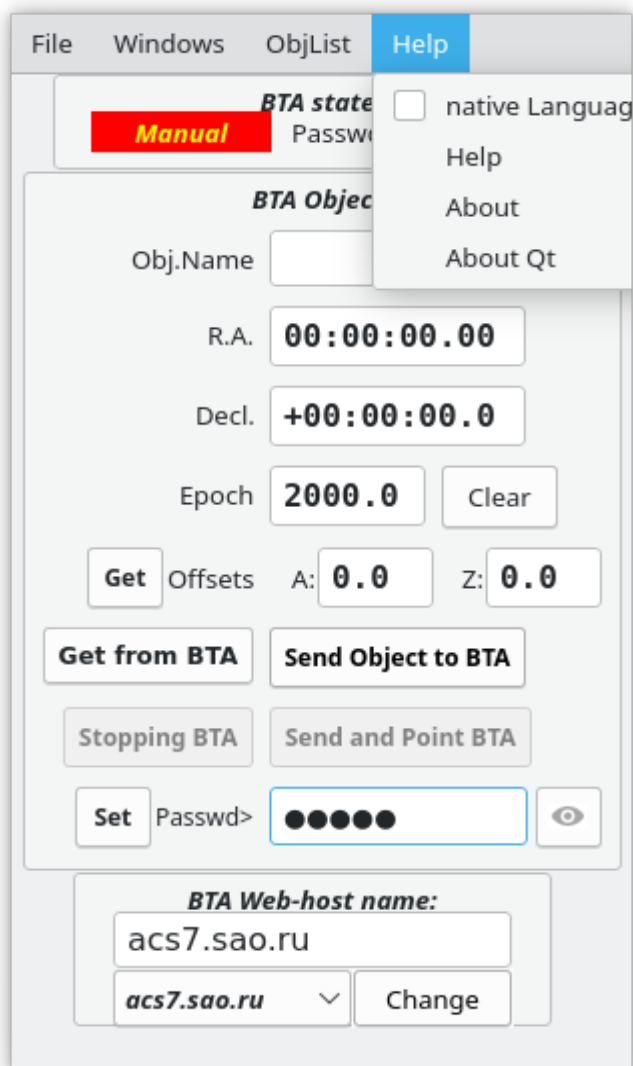 File Windows ObjList Help
BTA state
native Languag
Manual Passw
Help
BTA Objec
About
Obj.Name
About Qt
R.A. 00:00:00.00
Decl. +00:00:00.0
Epoch 2000.0 Clear
Get Offsets A: 0.0 Z: 0.0
Get from BTA Send Object to BTA
Stopping BTA Send and Point BTA
Set Passwd> ●●●●●
BTA Web-host name:
acs7.sao.ru
acs7.sao.ru Change